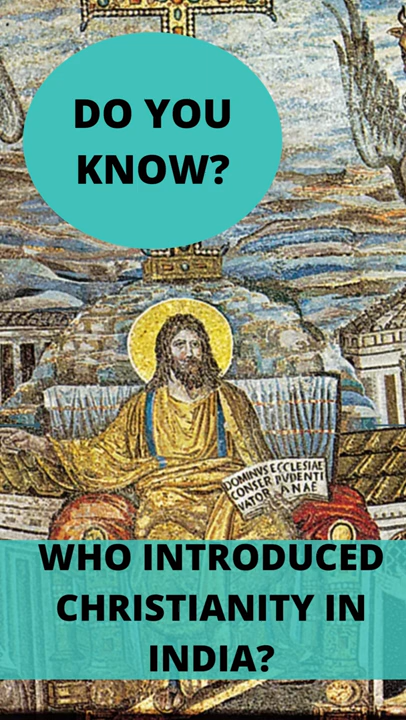 DO YOU
KNOW?
DOMINVS ECCLESIAE
CONSER PVDENTI
VATOR ANAE
WHO INTRODUCED
CHRISTIANITY IN
INDIA?